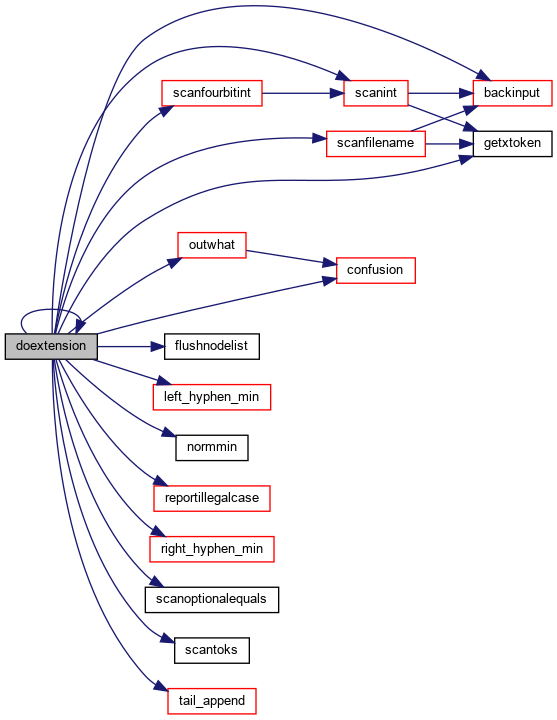 scanfourbitint
scanint
backinput
scanfilename
getxtoken
outwhat
confusion
doextension
flushnodelist
left_hyphen_min
normmin
reportillegalcase
right_hyphen_min
scanoptionalequals
scantoks
tail_append